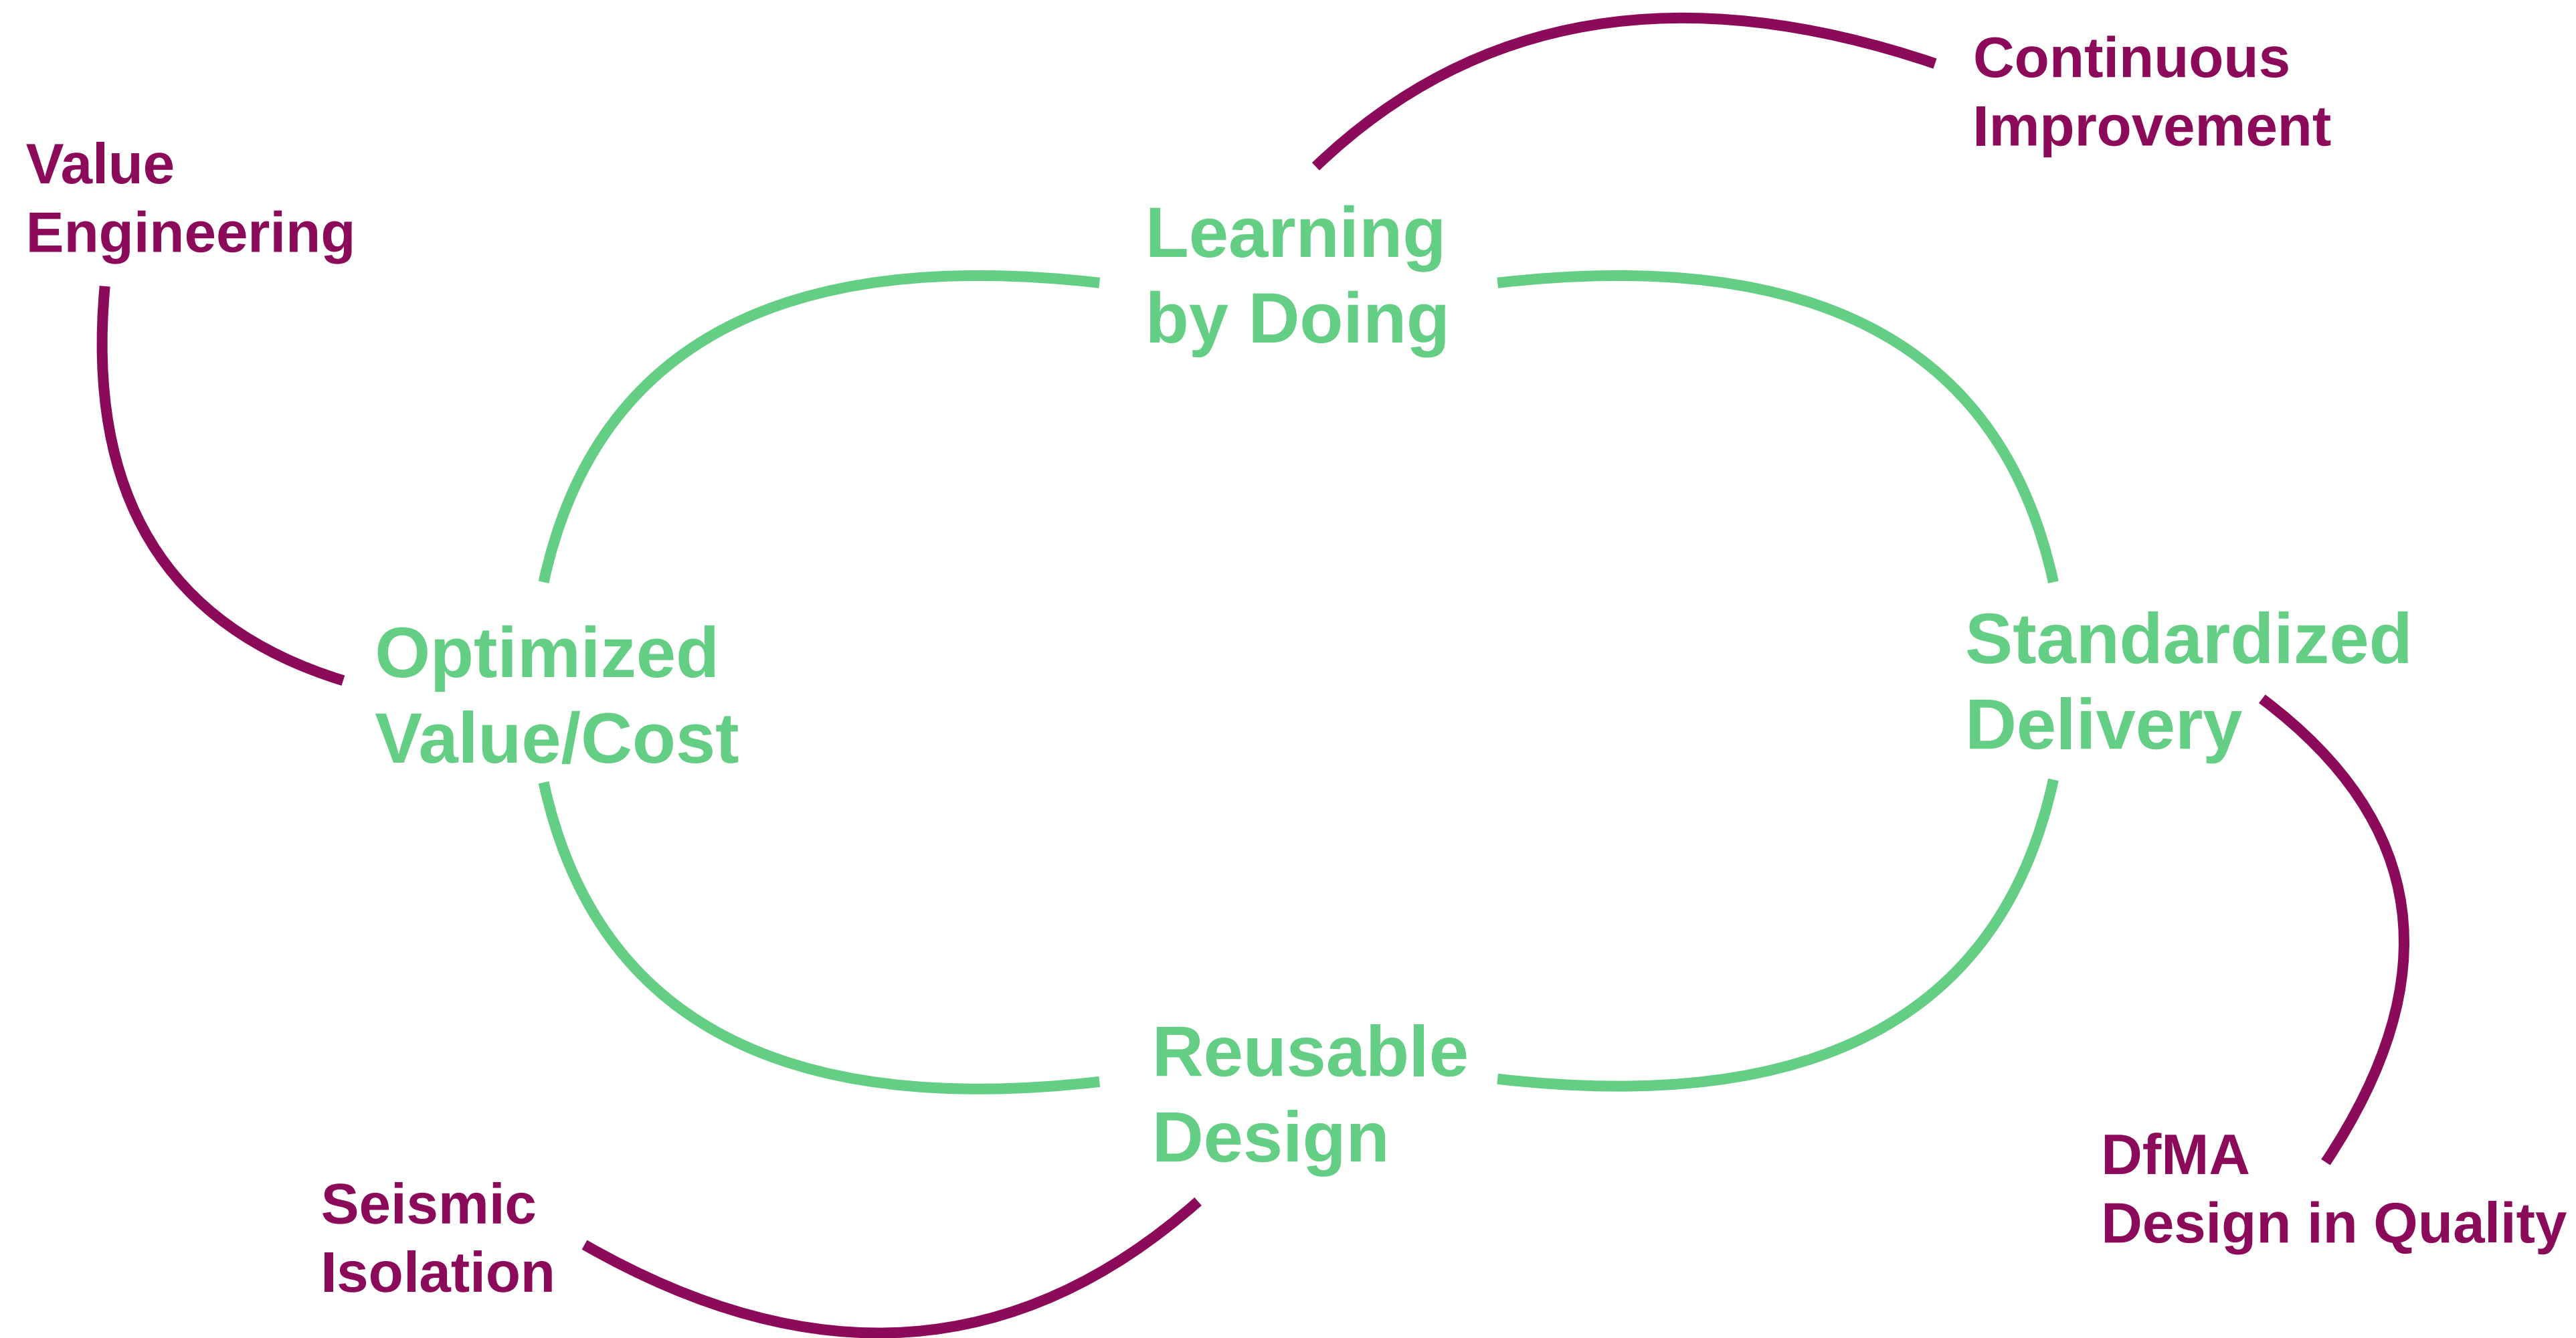 Continuous
Improvement
Value
Engineering
Learning
by Doing
Optimized
Value/Cost
Standardized
Delivery
Reusable
Design
DfMA
Design in Quality
Seismic
Isolation